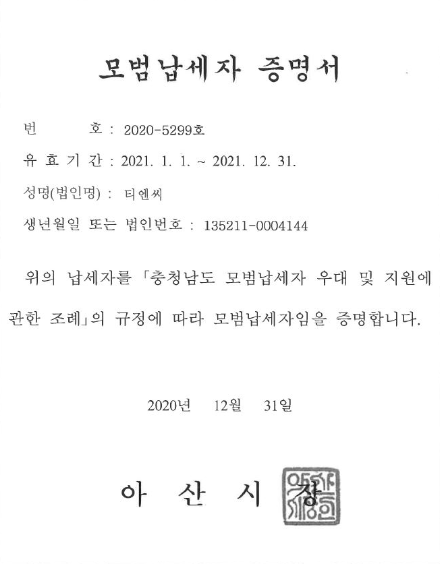 모범납세자 증명서
번 호 : 2020-5299호
유 효 기 간 : 2021. 1. 1. ~ 2021. 12. 31.
성명(법인명) : 티엔씨
생년월일 또는 법인번호 : 135211-0004144
위의 납세자를 「충청남도 모범납세자 우대 및 지원에
관한 조례」의 규정에 따라 모범납세자임을 증명합니다.
2020년 12월 31일
아 산 시 장